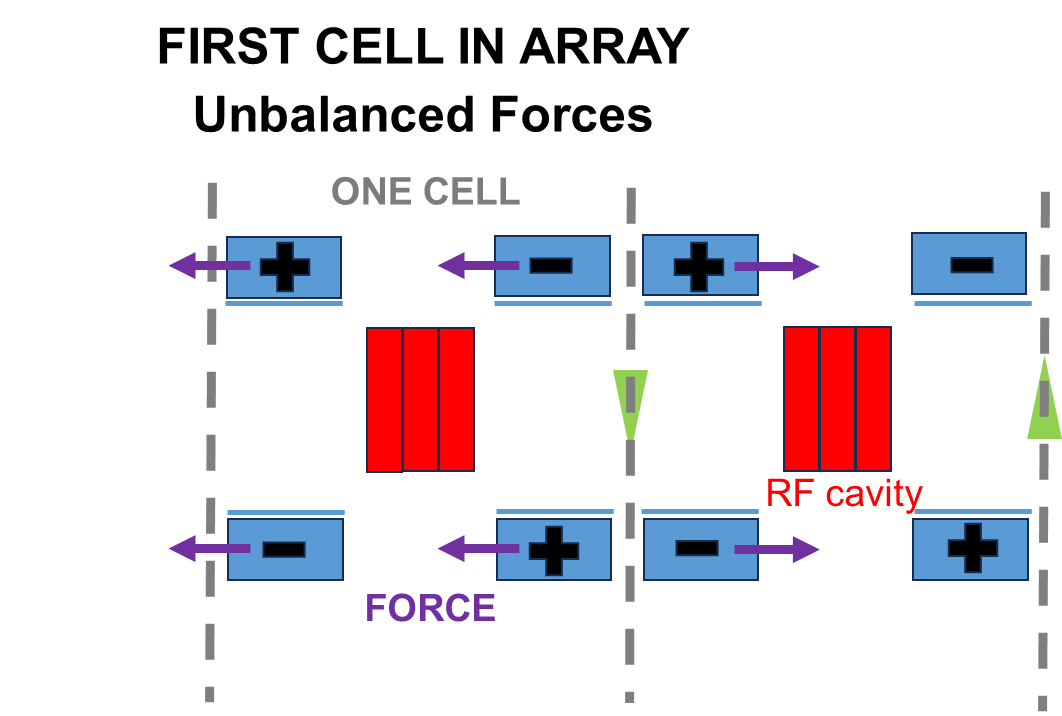 FIRST CELL IN ARRAY
Unbalanced Forces
ONE CELL
RF cavity
FORCE